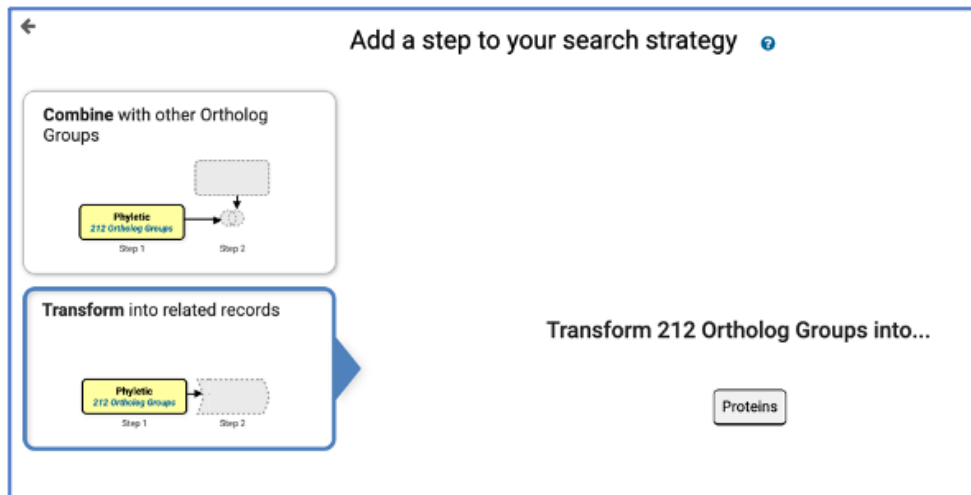 Add a step to your search strategy ?
Combine with other Ortholog
Groups
Phyletic
212 Ortholog Groups
Step 1
Step 2
Transform into related records
Phyletic
212 Ortholog Groups
Step 1
Step 2
Transform 212 Ortholog Groups into...
Proteins